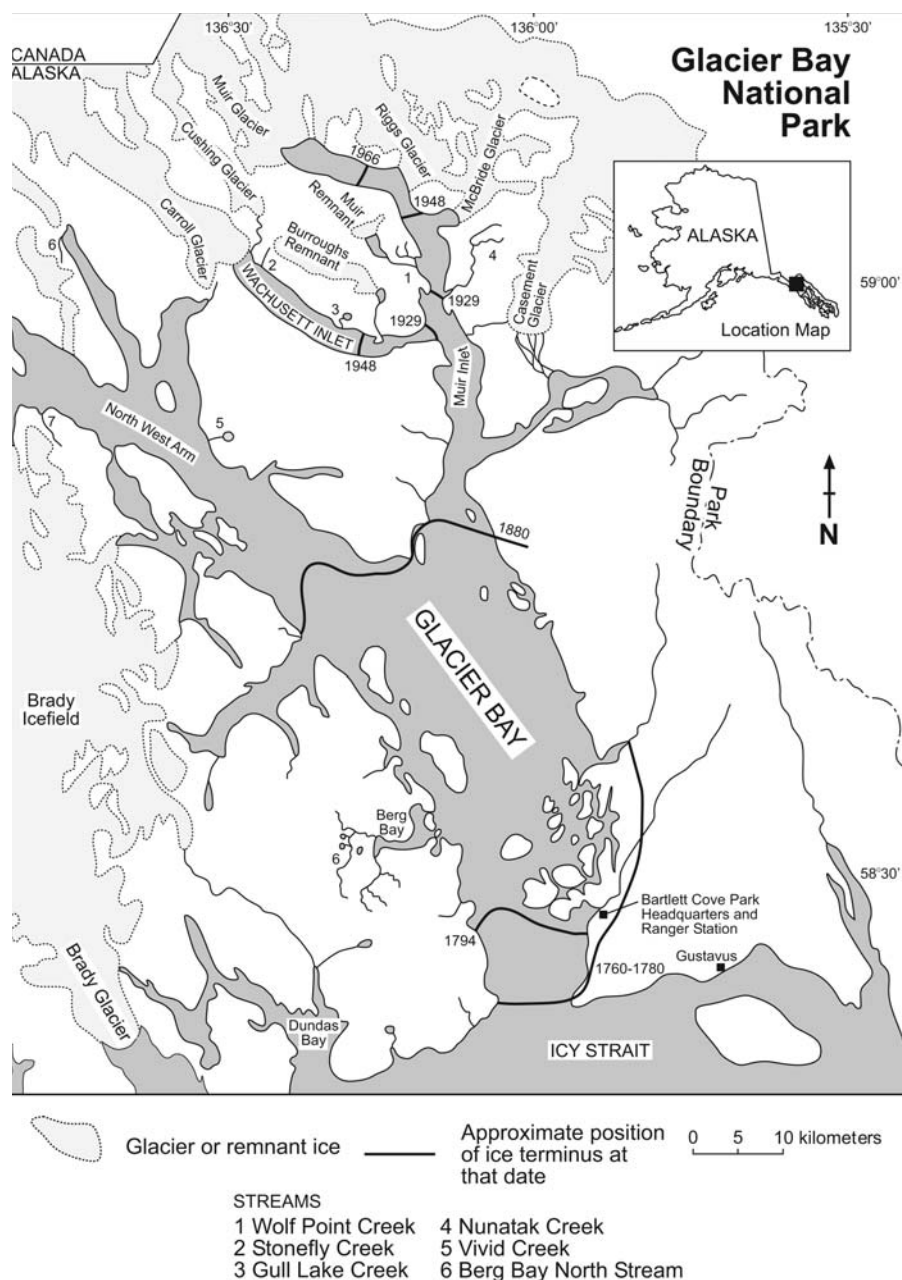 136°30'
136°00'
135°30'
CANADA
ALASKA
Glacier Bay
National
Park
Muir Glacier
Cushing Glacier
Carroll Glacier
Riggs Glacier
McBride Glacier
1966
1948
Muir
Remnant
Burroughs
Remnant
6
2
3
1
4
WACHUSETT INLET
1929
1929
1948
Casement
Glacier
Muir Inlet
ALASKA
Location Map
59°00'
North West Arm
5
7
Park
Boundary
N
1880
GLACIER BAY
Brady
Icefield
Berg
Bay
6
58°30'
Bartlett Cove Park
Headquarters and
Ranger Station
1794
Gustavus
1760-1780
Brady Glacier
Dundas
Bay
ICY STRAIT
Glacier or remnant ice
Approximate position
of ice terminus at
that date
0 5 10 kilometers
STREAMS
1 Wolf Point Creek
2 Stonefly Creek
3 Gull Lake Creek
4 Nunatak Creek
5 Vivid Creek
6 Berg Bay North Stream